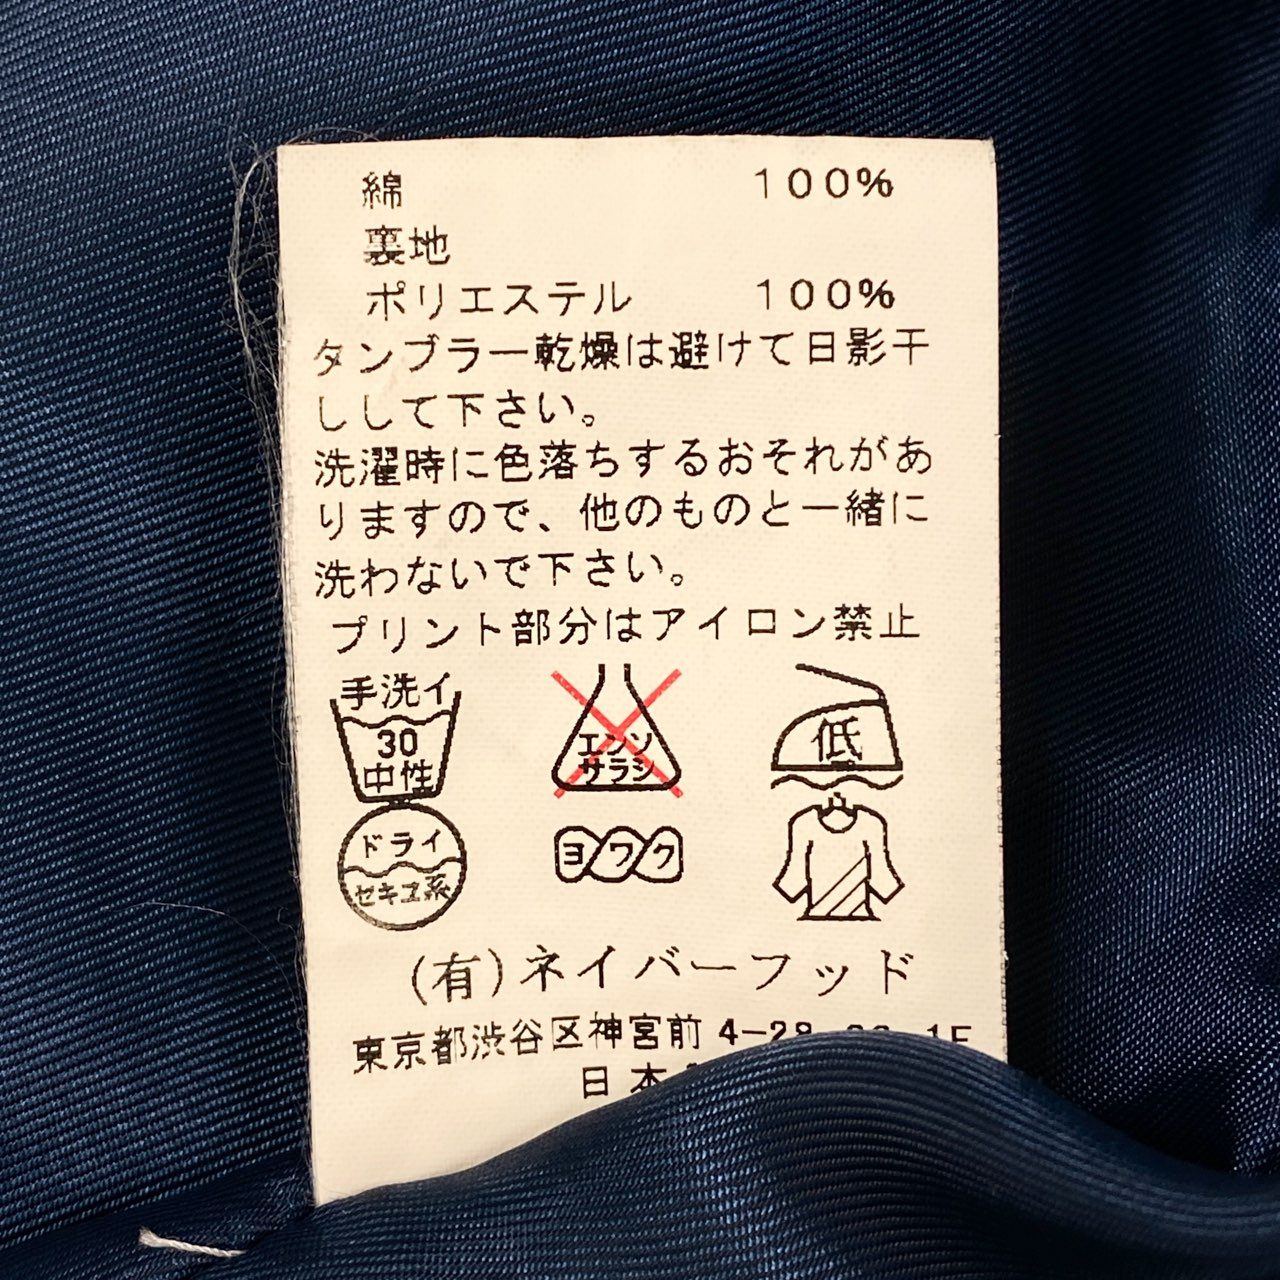 綿 100%
裏地
ポリエステル 100%
タンブラー乾燥は避けて日影干
ししして下さい。
洗濯時に色落ちするおそれがあ
りますので、他のものと一緒に
洗わないで下さい。
プリント部分はアイロン禁止
手洗イ
30
中性
エンソ
サラシ
低
ドライ
セキユ系
ヨワク
(有)ネイバーフッド
東京都渋谷区神宮前 4-28
日本